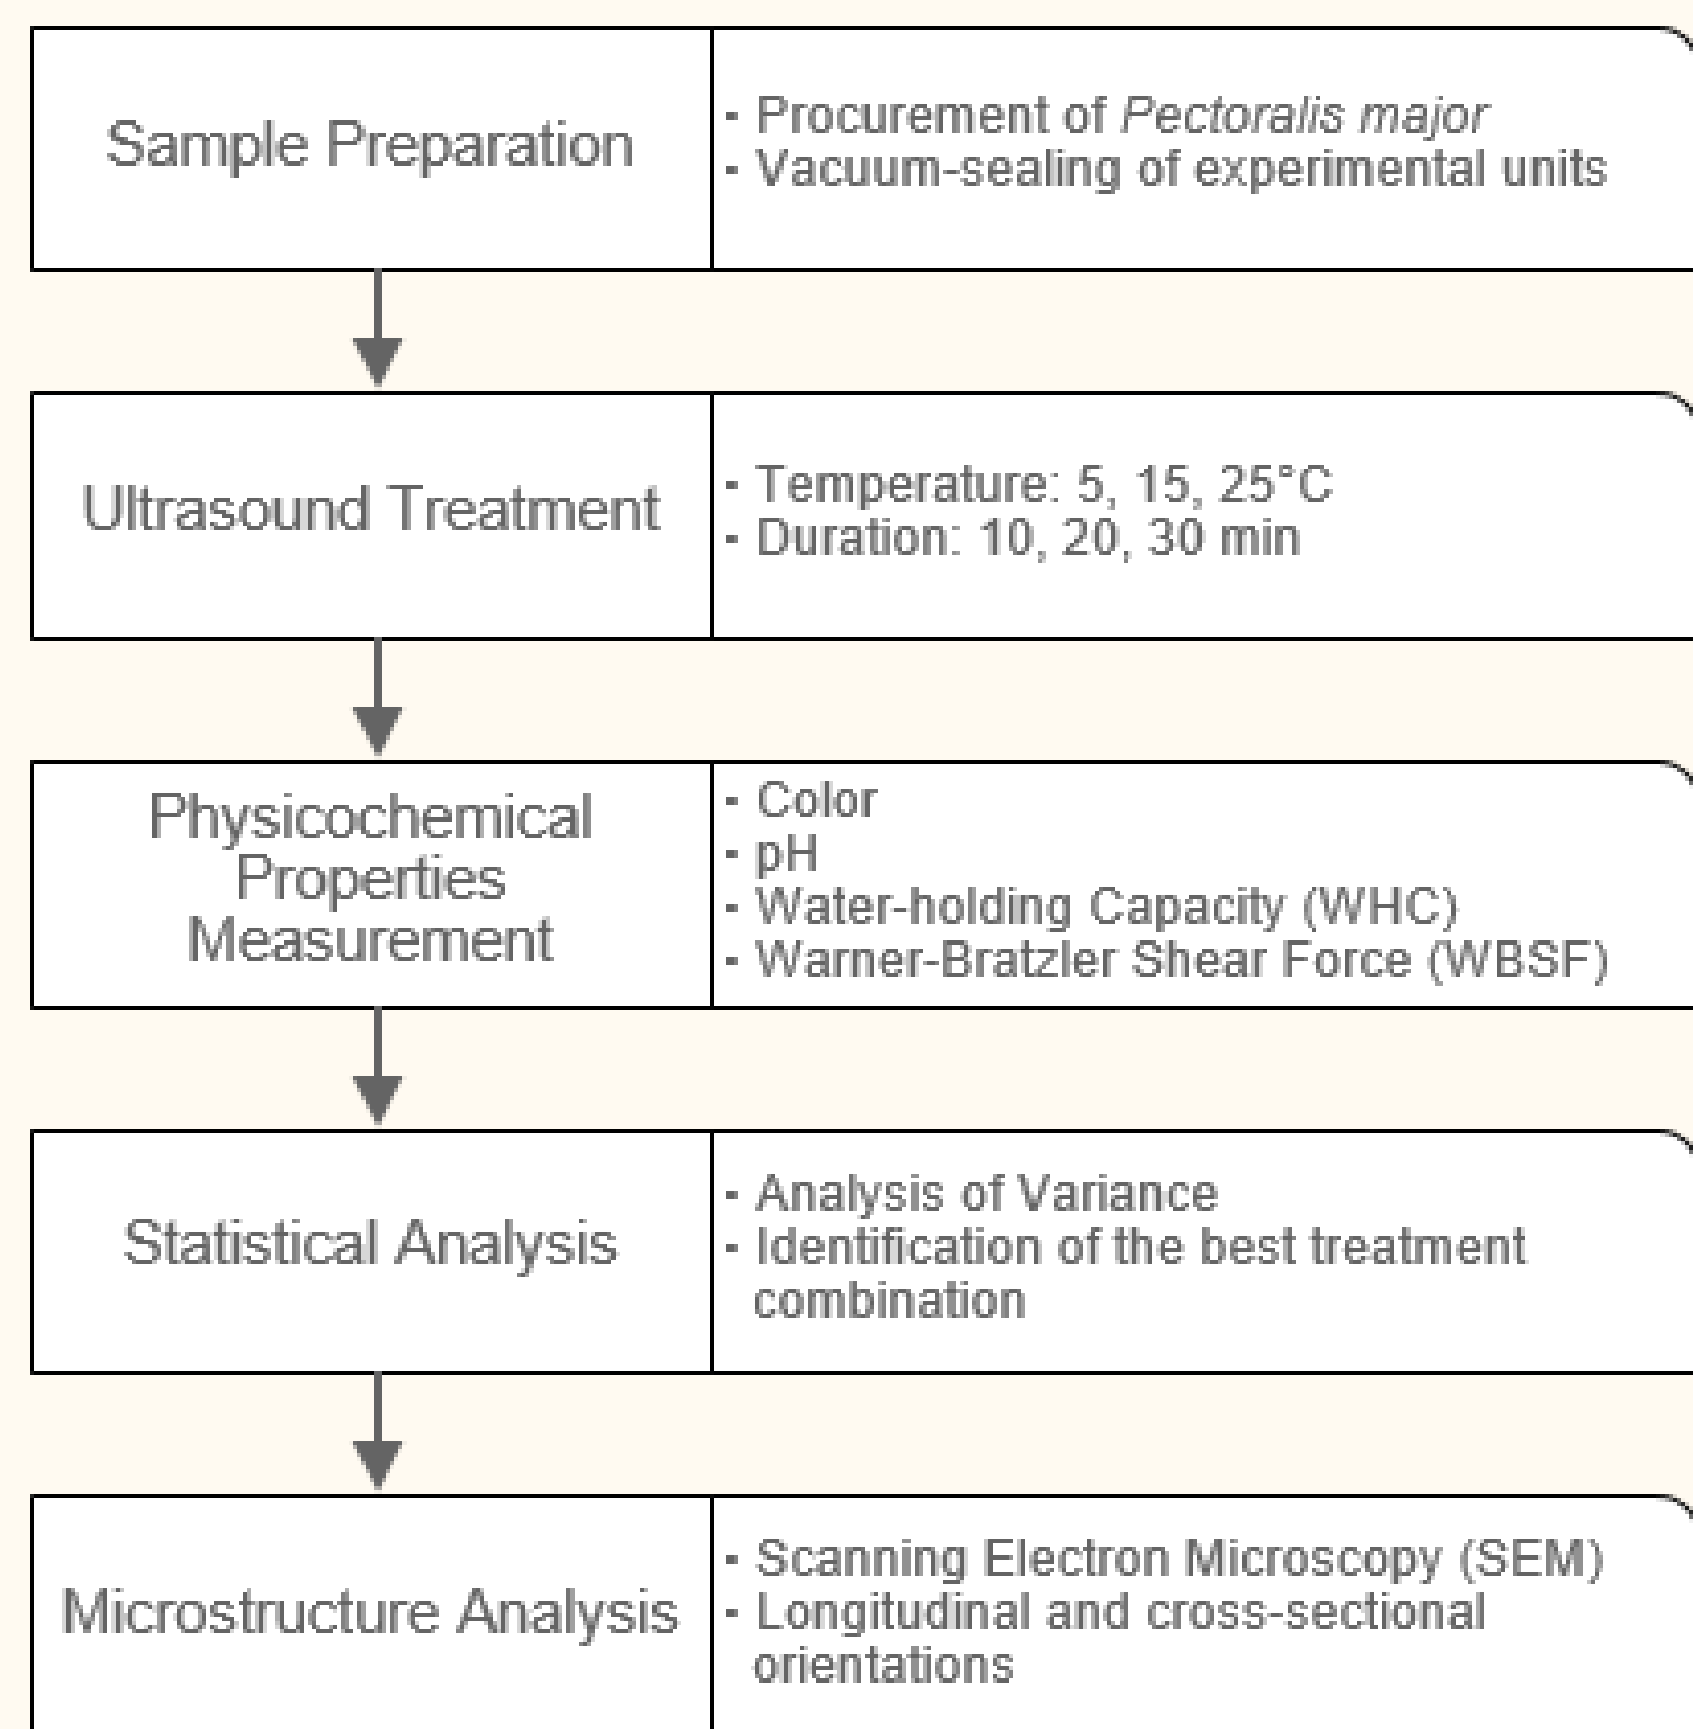 Sample Preparation
- Procurement of Pectoralis major
- Vacuum-sealing of experimental units
Ultrasound Treatment
- Temperature: 5, 15, 25°C
- Duration: 10, 20, 30 min
Physicochemical
Properties
Measurement
- Color
- pH
- Water-holding Capacity (WHC)
- Warner-Bratzler Shear Force (WBSF)
Statistical Analysis
- Analysis of Variance
- Identification of the best treatment
combination
Microstructure Analysis
- Scanning Electron Microscopy (SEM)
- Longitudinal and cross-sectional
orientations